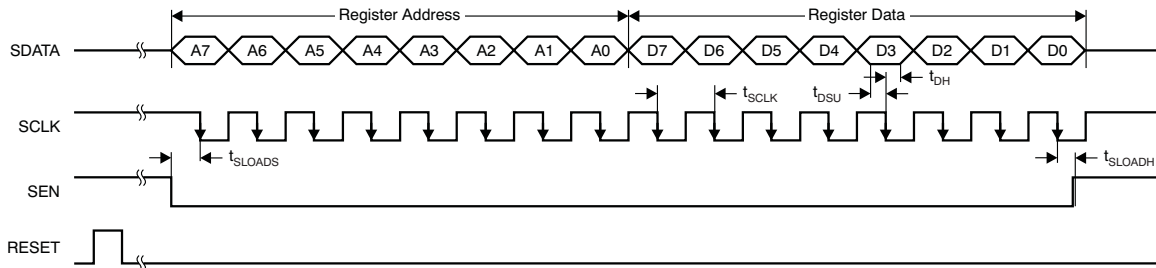 Register Address Register Data
SDATA A7 A6 A5 A4 A3 A2 A1 A0 D7 D6 D5 D4 D3 D2 D1 D0
tDH
tSCLK tDSU
SCLK
tSLOADS tSLOADH
SEN
RESET